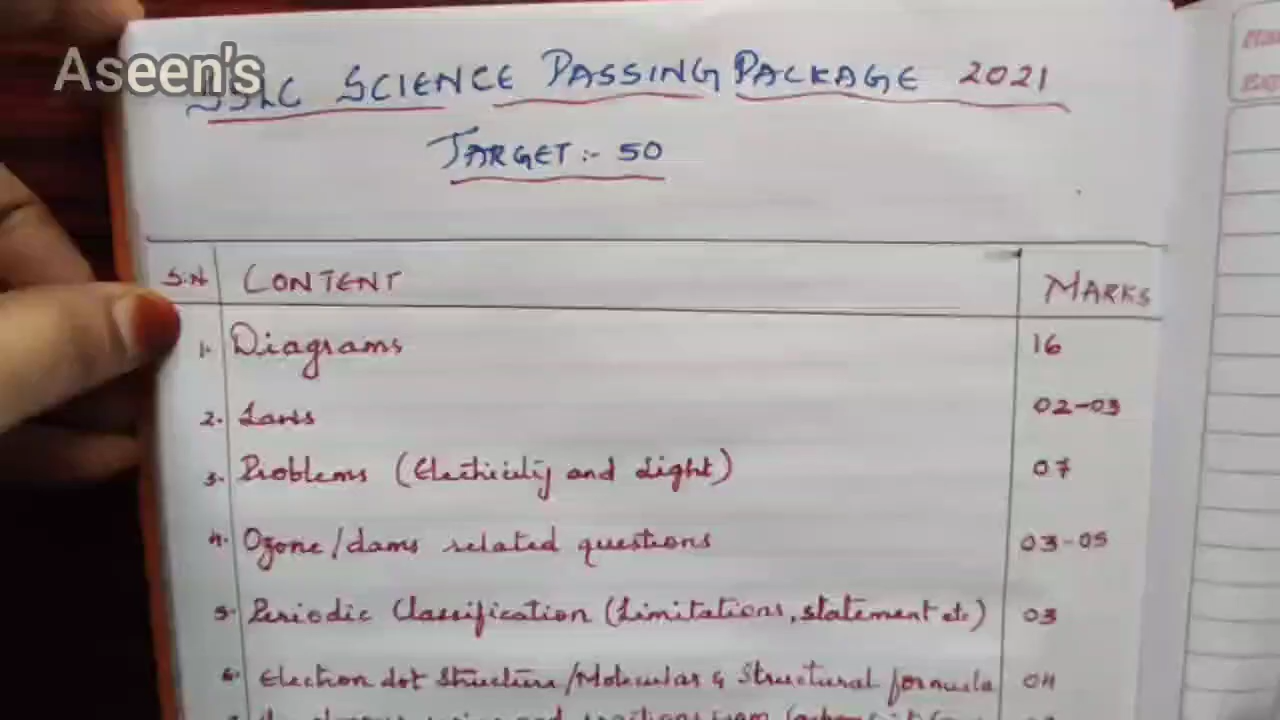 Aseen's
SSLC SCIENCE PASSING PACKAGE 2021
TARGET :- 50
S.N CONTENT MARKS
1. Diagrams 16
2. Laws 02-03
3. Problems (Electricity and Light) 07
4. Ozone/dams related questions 03-05
5. Periodic Classification (Limitations, statement etc) 03
6. Electron dot Structure/Molecular & Structural formula 04